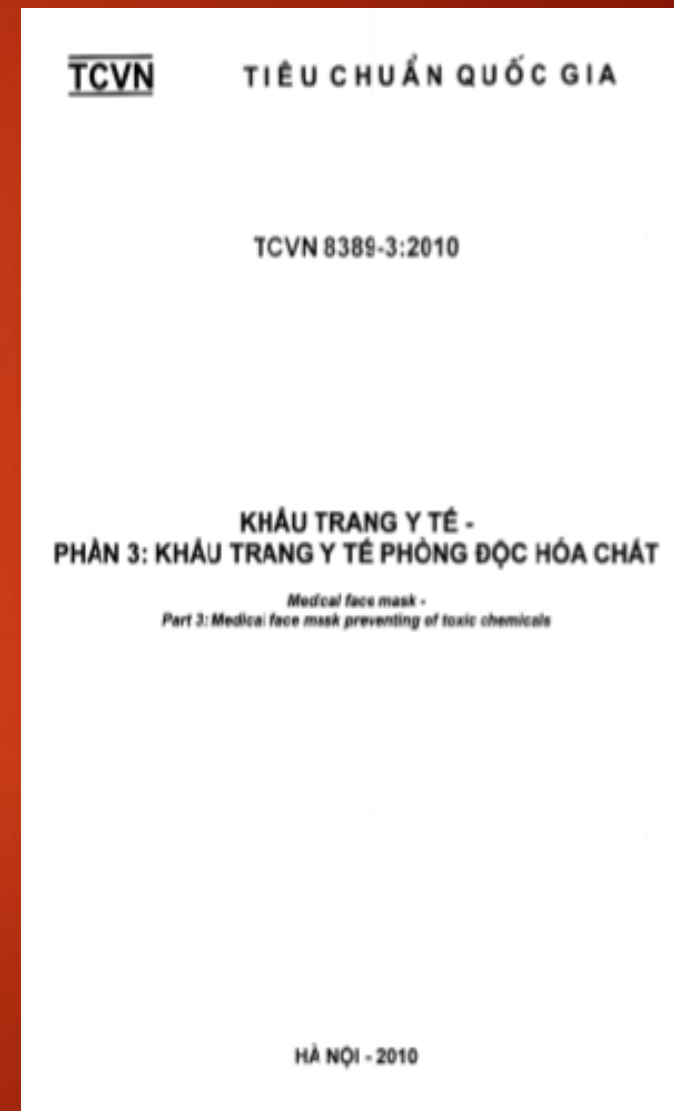 TCVN TIÊU CHUẨN QUỐC GIA
TCVN 8389-3:2010
KHẨU TRANG Y TẾ -
PHẦN 3: KHẨU TRANG Y TẾ PHÒNG ĐỘC HÓA CHẤT
Medical face mask -
Part 3: Medical face mask preventing of toxic chemicals
HÀ NỘI - 2010